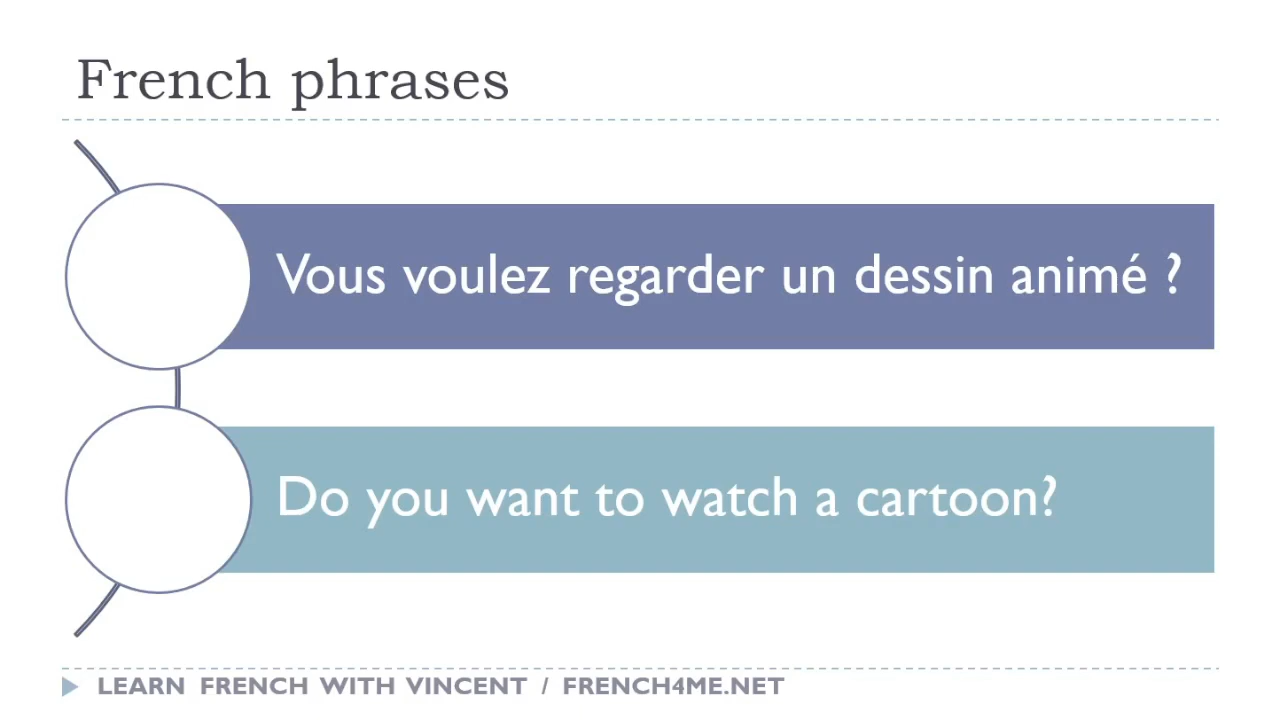 French phrases
Vous voulez regarder un dessin animé ?
Do you want to watch a cartoon?
LEARN FRENCH WITH VINCENT / FRENCH4ME.NET